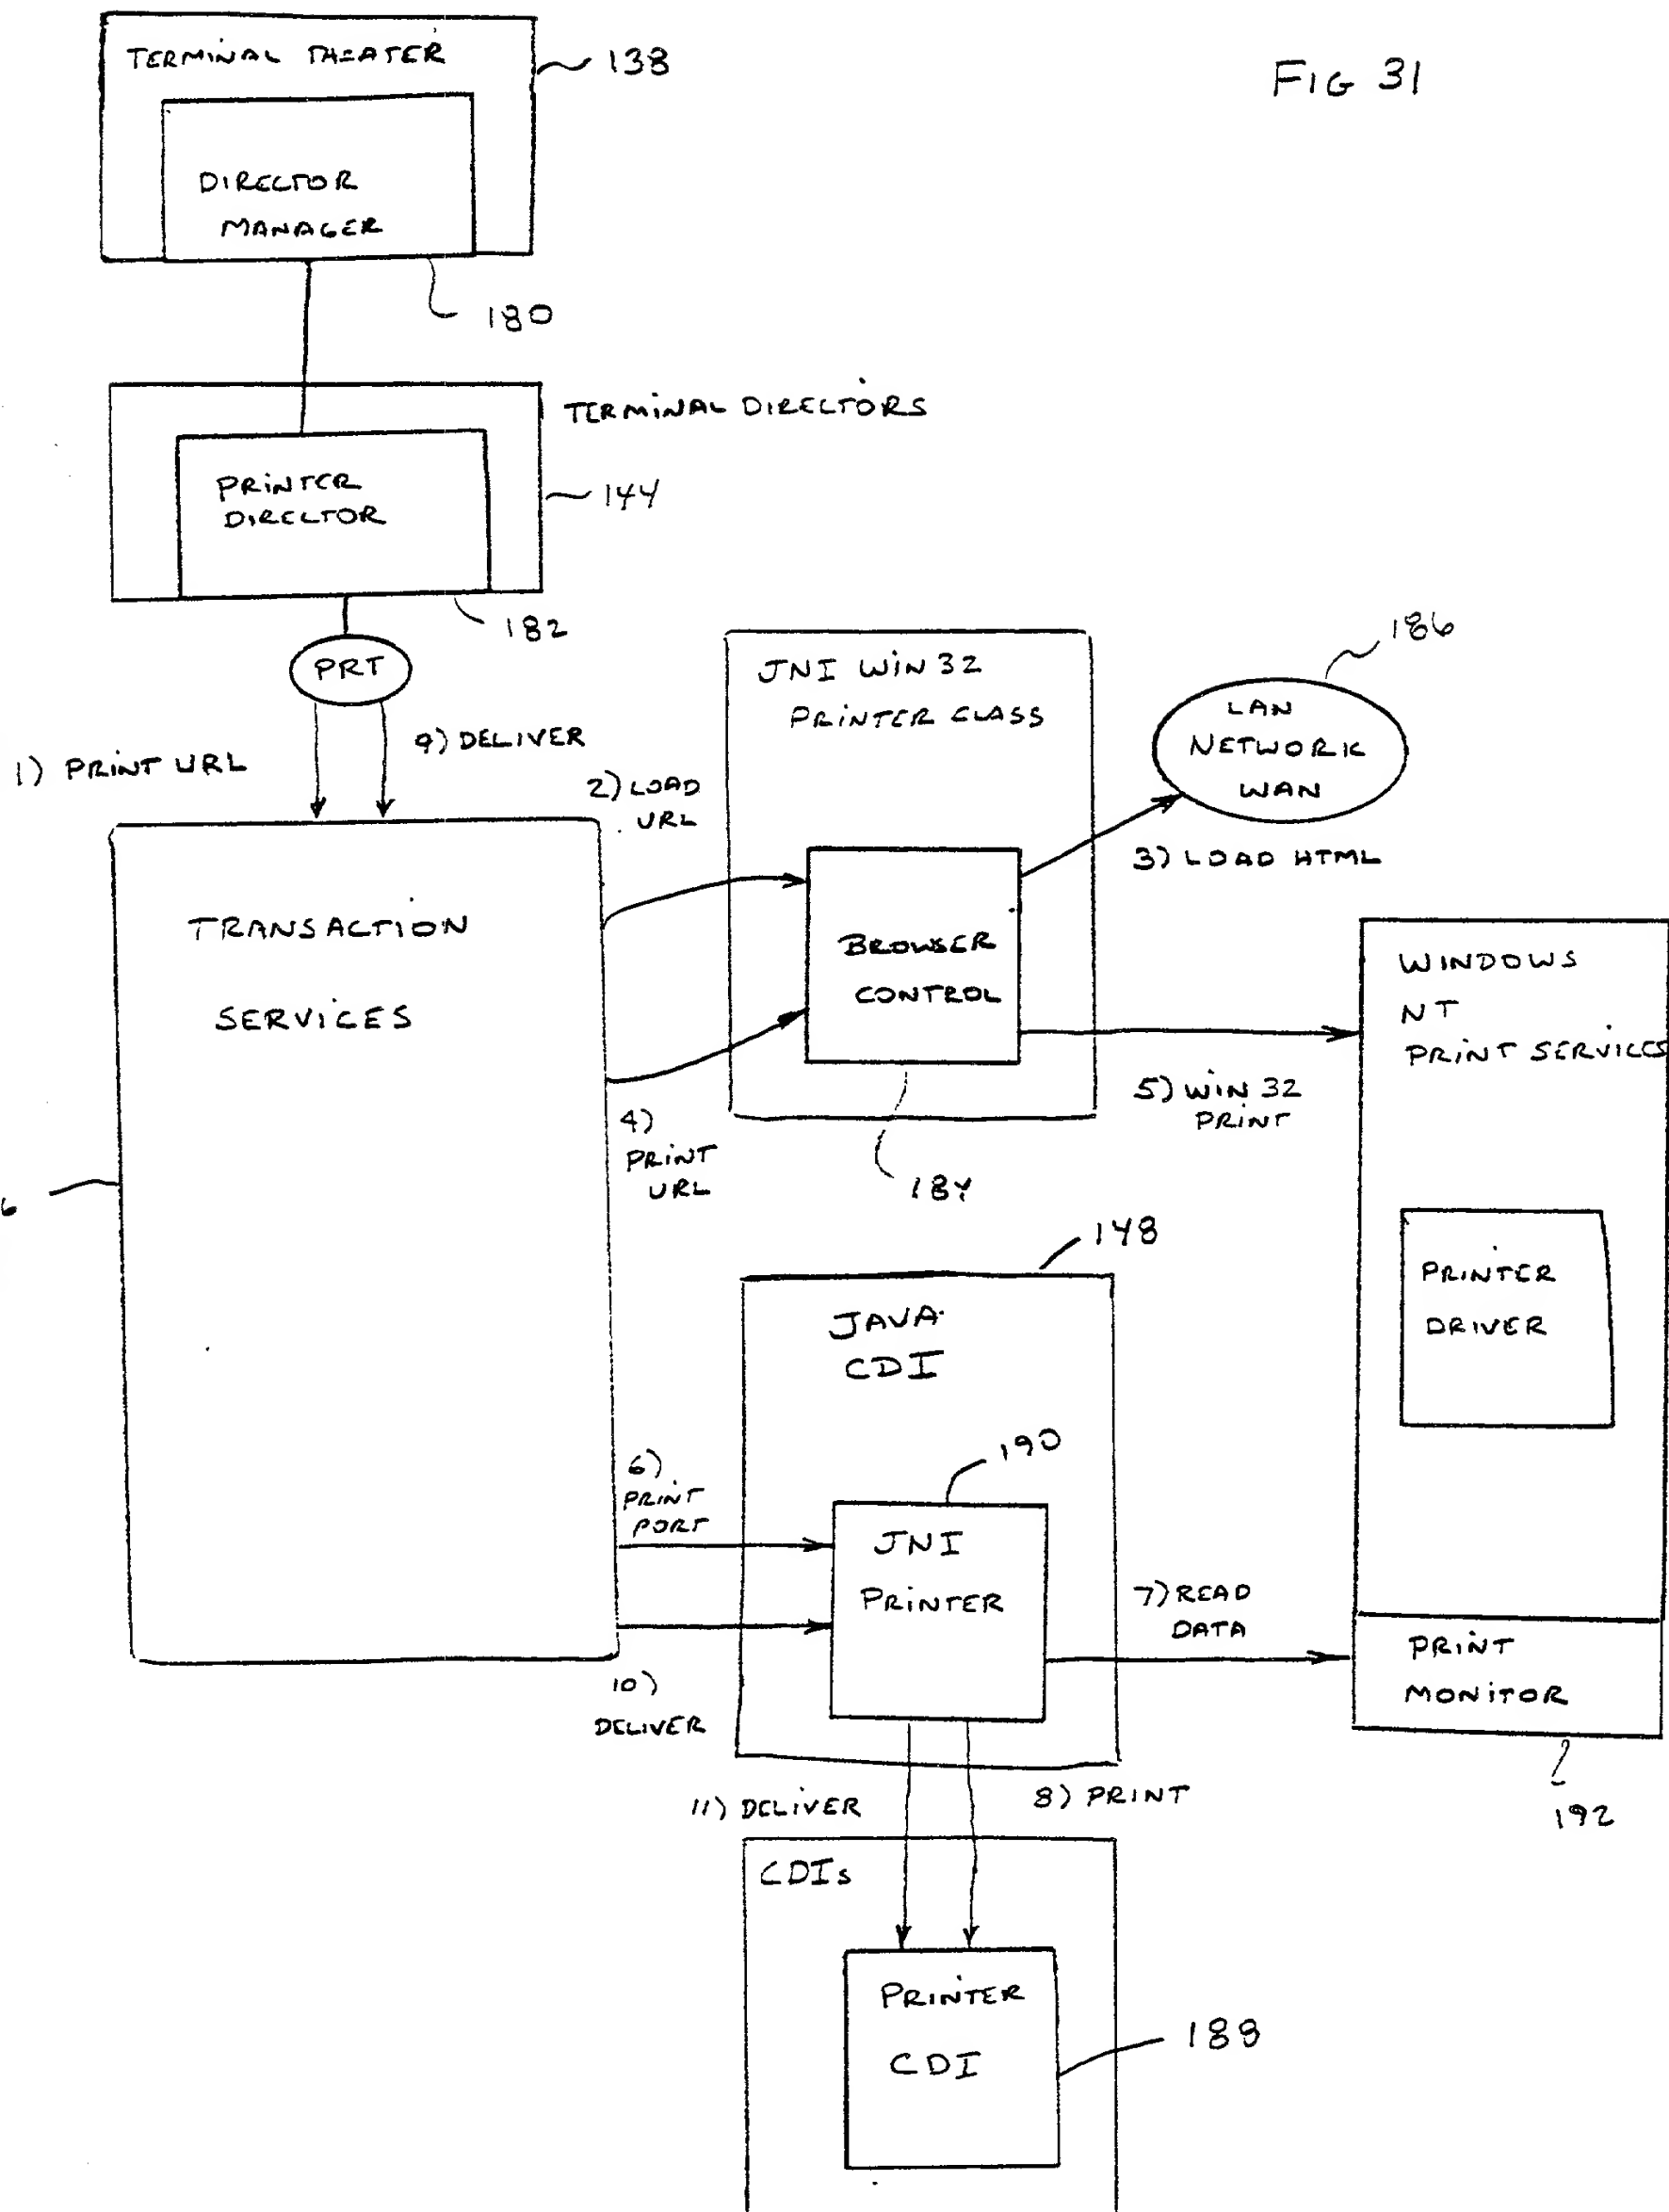 FIG 31
TERMINAL THEATER
138
DIRECTOR
MANAGER
180
TERMINAL DIRECTORS
PRINTER
DIRECTOR
144
182
PRT
1) PRINT URL
9) DELIVER
2) LOAD
URL
JNI WIN 32
PRINTER CLASS
186
LAN
NETWORK
WAN
3) LOAD HTML
TRANSACTION
SERVICES
BROWSER
CONTROL
WINDOWS
NT
PRINT SERVICES
4)
PRINT
URL
5) WIN 32
PRINT
184
6
148
JAVA
CDI
PRINTER
DRIVER
190
6)
PRINT
PORT
JNI
PRINTER
7) READ
DATA
PRINT
MONITOR
10)
DELIVER
192
11) DELIVER
8) PRINT
CDIs
PRINTER
CDI
188